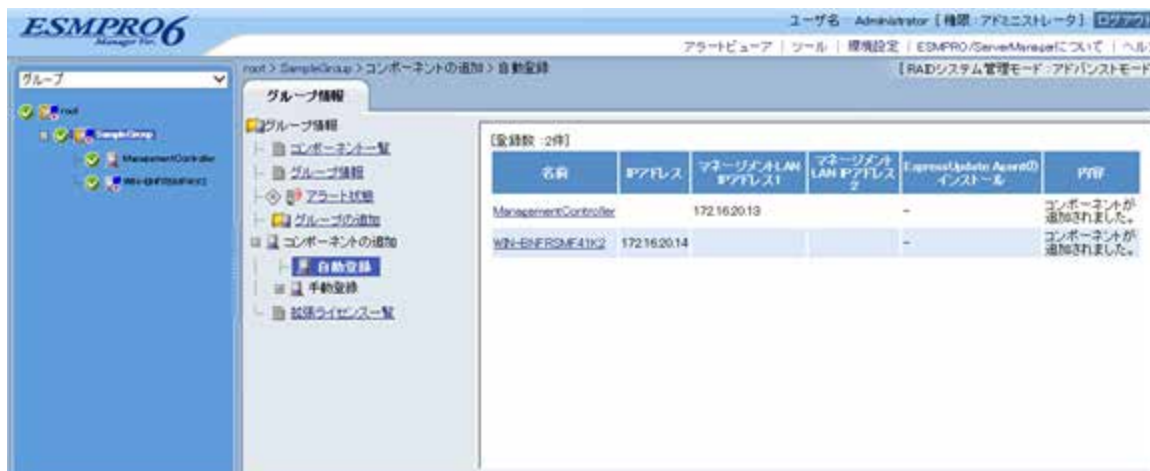 ESMPRO6
Manager Ver.
ユーザ名 Administrator [ 権限 : アドミニストレータ ] ログアウト
アラートビューア | ツール | 環境設定 | ESMPRO/ServerManagerについて | ヘル
グループ
root
SampleGroup
ManagementController
root > SampleGroup > コンポーネントの追加 > 自動登録
[ RAIDシステム管理モード : アドバンストモード
グループ情報
グループ情報
コンポーネント一覧
グループ情報
アラート状態
グループの追加
コンポーネントの追加
自動登録
手動登録
拡張ライセンス一覧
[登録数 : 2件]
名前 IPアドレス マネージメントLAN IPアドレス1 マネージメントLAN IPアドレス2 ExpressUpdate Agentのインストール 内容
ManagementController 172.16.20.13 - コンポーネントが追加されました。
WIN-BNFRSMF41K2 172.16.20.14 - コンポーネントが追加されました。